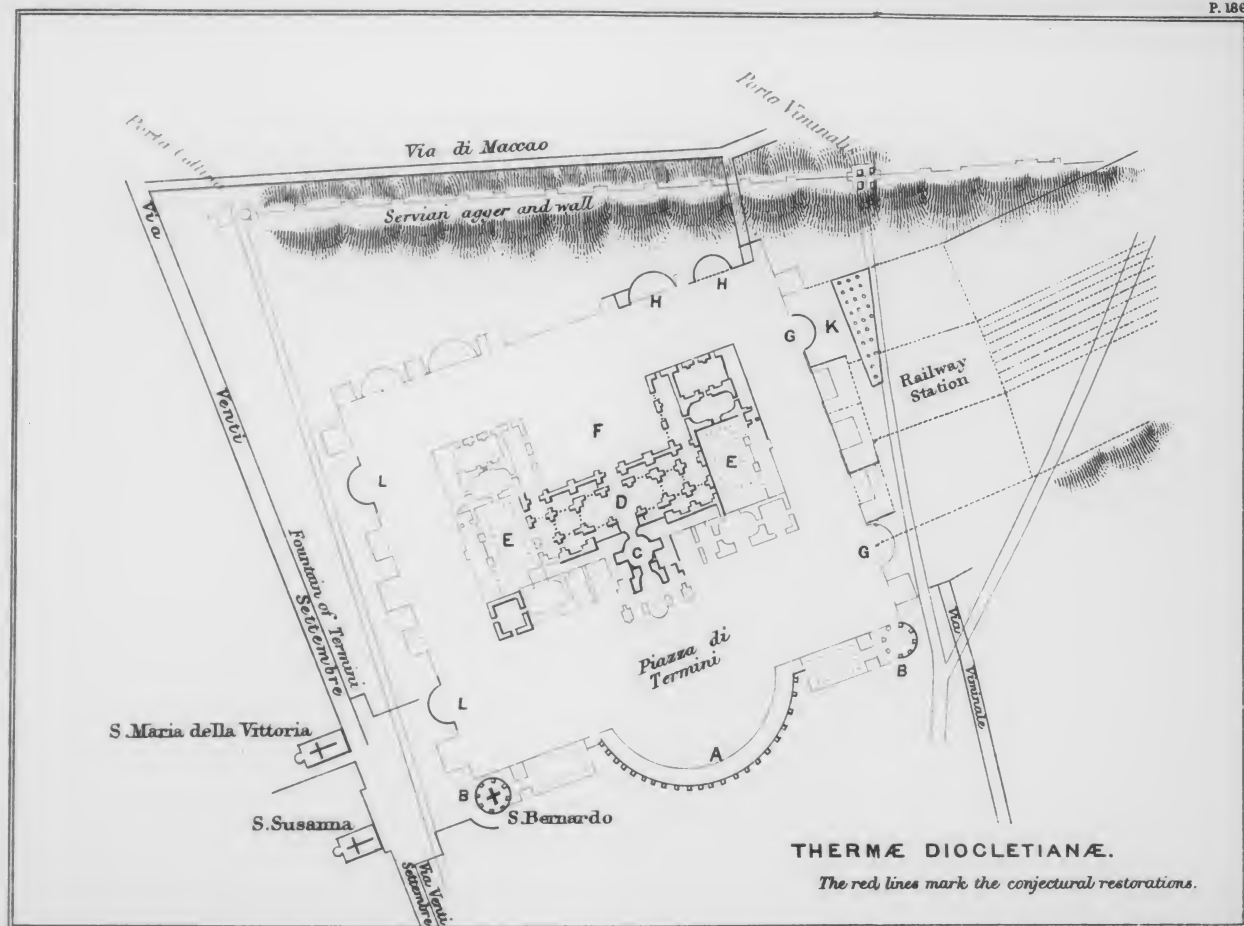 P. 186
Porta Collina
Porta Viminalis
Via di Maccao
Servian agger and wall
Via
Venti
Settembre
Fountain of Termini
H
H
G
K
Railway
Station
F
E
L
D
E
C
G
Piazza di
Termini
Via
Viminale
B
L
S. Maria della Vittoria
A
B
S. Bernardo
S. Susanna
Via Venti
Settembre
THERMÆ DIOCLETIANÆ.
The red lines mark the conjectural restorations.